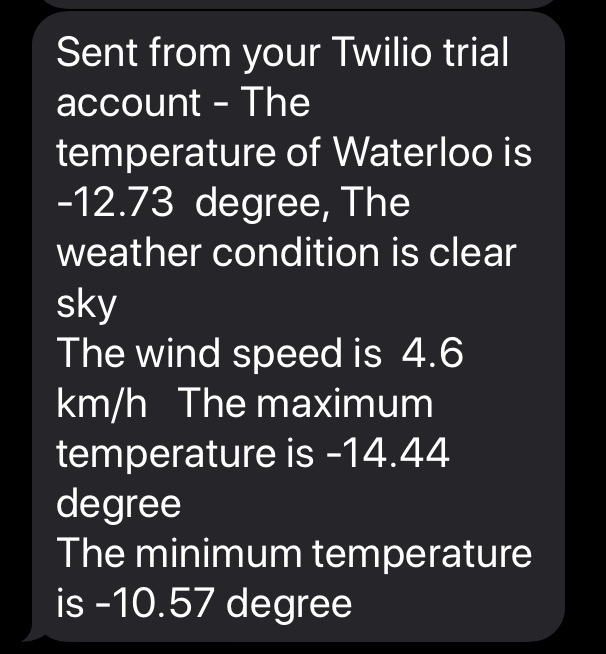 Sent from your Twilio trial
account - The
temperature of Waterloo is
-12.73  degree, The
weather condition is clear
sky
The wind speed is  4.6
km/h   The maximum
temperature is -14.44
degree
The minimum temperature
is -10.57 degree